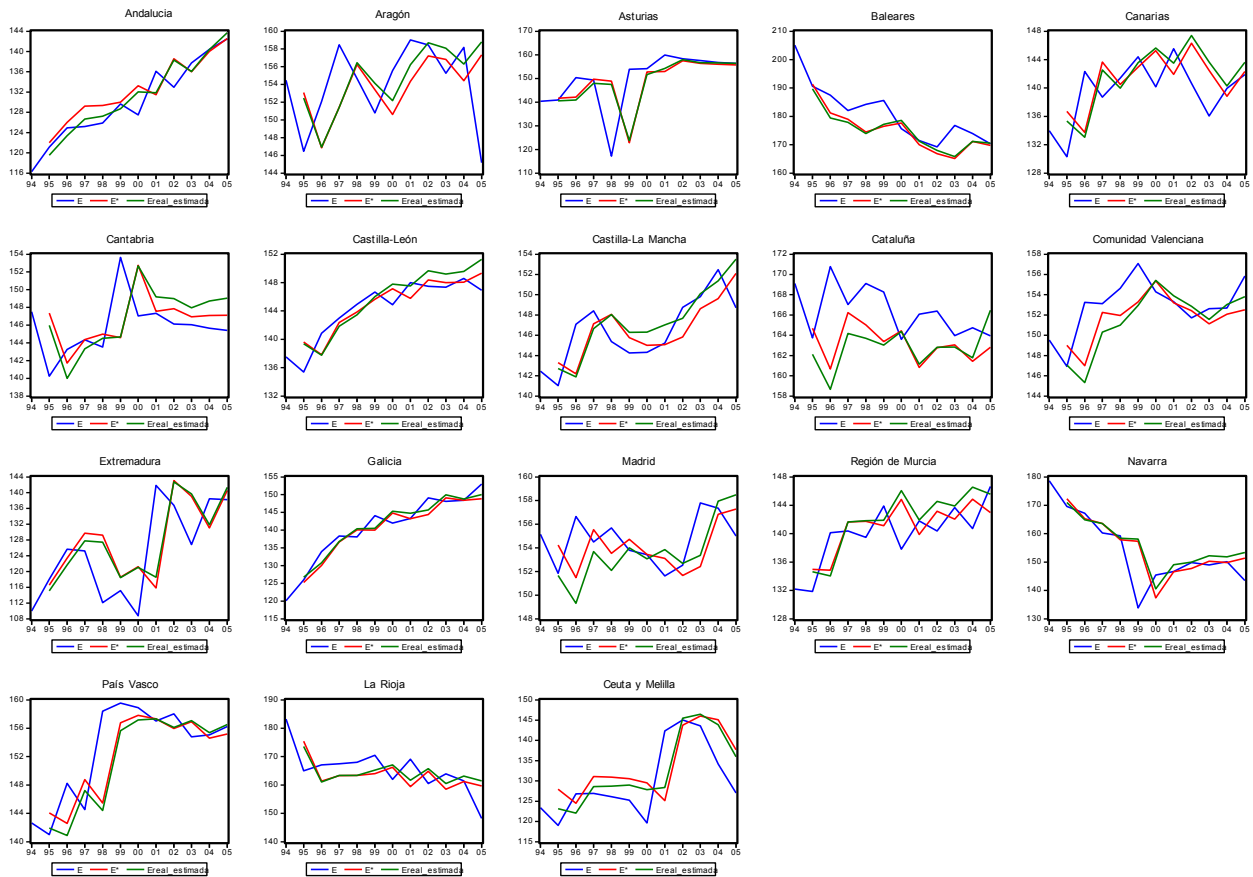 Andalucia
144
140
136
132
128
124
120
116
94 95 96 97 98 99 00 01 02 03 04 05
E E* Ereal_estimada
Aragón
160
158
156
154
152
150
148
146
144
94 95 96 97 98 99 00 01 02 03 04 05
E E* Ereal_estimada
Asturias
170
160
150
140
130
120
110
94 95 96 97 98 99 00 01 02 03 04 05
E E* Ereal_estimada
Baleares
210
200
190
180
170
160
94 95 96 97 98 99 00 01 02 03 04 05
E E* Ereal_estimada
Canarias
148
144
140
136
132
128
94 95 96 97 98 99 00 01 02 03 04 05
E E* Ereal_estimada
Cantabria
154
152
150
148
146
144
142
140
138
94 95 96 97 98 99 00 01 02 03 04 05
E E* Ereal_estimada
Castilla-León
152
148
144
140
136
132
94 95 96 97 98 99 00 01 02 03 04 05
E E* Ereal_estimada
Castilla-La Mancha
154
152
150
148
146
144
142
140
94 95 96 97 98 99 00 01 02 03 04 05
E E* Ereal_estimada
Cataluña
172
170
168
166
164
162
160
158
94 95 96 97 98 99 00 01 02 03 04 05
E E* Ereal_estimada
Comunidad Valenciana
158
156
154
152
150
148
146
144
94 95 96 97 98 99 00 01 02 03 04 05
E E* Ereal_estimada
Extremadura
144
140
136
132
128
124
120
116
112
108
94 95 96 97 98 99 00 01 02 03 04 05
E E* Ereal_estimada
Galicia
155
150
145
140
135
130
125
120
115
94 95 96 97 98 99 00 01 02 03 04 05
E E* Ereal_estimada
Madrid
160
158
156
154
152
150
148
94 95 96 97 98 99 00 01 02 03 04 05
E E* Ereal_estimada
Región de Murcia
148
144
140
136
132
128
94 95 96 97 98 99 00 01 02 03 04 05
E E* Ereal_estimada
Navarra
180
170
160
150
140
130
94 95 96 97 98 99 00 01 02 03 04 05
E E* Ereal_estimada
País Vasco
160
156
152
148
144
140
94 95 96 97 98 99 00 01 02 03 04 05
E E* Ereal_estimada
La Rioja
190
180
170
160
150
140
94 95 96 97 98 99 00 01 02 03 04 05
E E* Ereal_estimada
Ceuta y Melilla
150
145
140
135
130
125
120
115
94 95 96 97 98 99 00 01 02 03 04 05
E E* Ereal_estimada